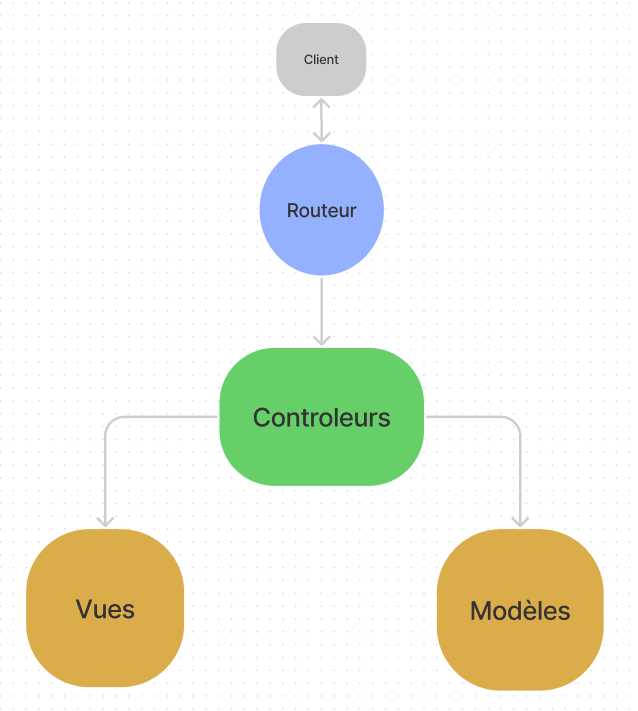 Client
Routeur
Controleurs
Vues
Modèles